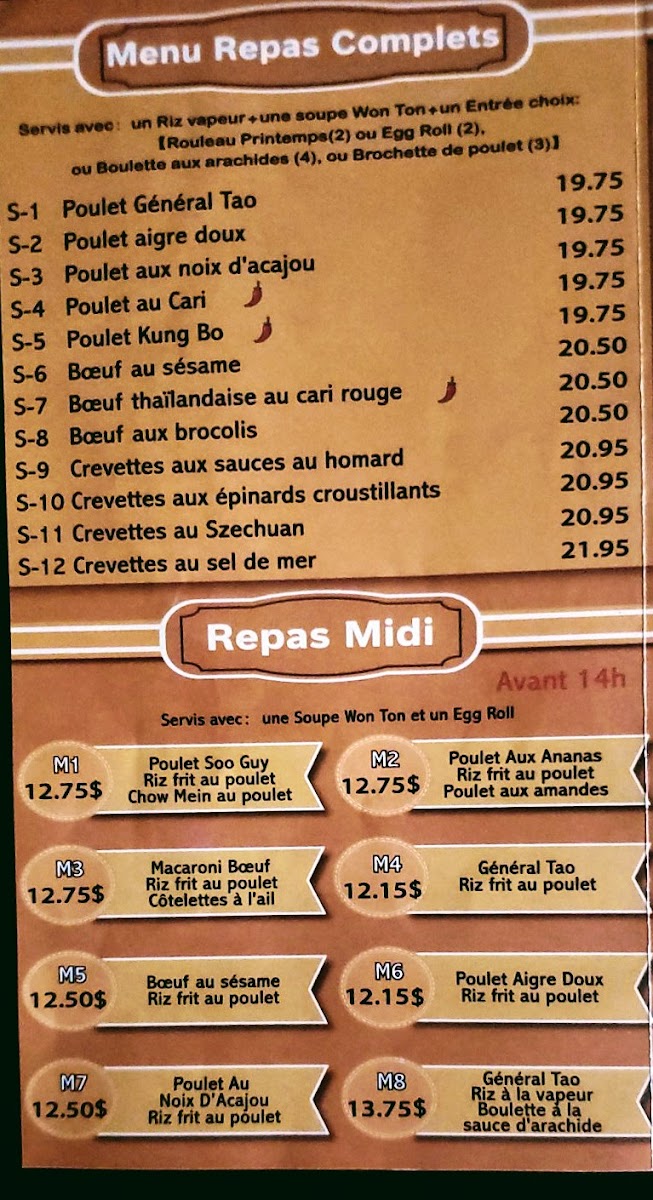 Menu Repas Complets
Servis avec: un Riz vapeur+une soupe Won Ton+un Entrée choix:
【Rouleau Printemps(2) ou Egg Roll (2),
ou Boulette aux arachides (4), ou Brochette de poulet (3)】
S-1 Poulet Général Tao 19.75
S-2 Poulet aigre doux 19.75
S-3 Poulet aux noix d'acajou 19.75
S-4 Poulet au Cari 19.75
S-5 Poulet Kung Bo 19.75
S-6 Bœuf au sésame 20.50
S-7 Bœuf thaïlandaise au cari rouge 20.50
S-8 Bœuf aux brocolis 20.50
S-9 Crevettes aux sauces au homard 20.95
S-10 Crevettes aux épinards croustillants 20.95
S-11 Crevettes au Szechuan 20.95
S-12 Crevettes au sel de mer 21.95
Repas Midi
Avant 14h
Servis avec: une Soupe Won Ton et un Egg Roll
M1
12.75$
Poulet Soo Guy
Riz frit au poulet
Chow Mein au poulet
M2
12.75$
Poulet Aux Ananas
Riz frit au poulet
Poulet aux amandes
M3
12.75$
Macaroni Bœuf
Riz frit au poulet
Côtelettes à l'ail
M4
12.15$
Général Tao
Riz frit au poulet
M5
12.50$
Bœuf au sésame
Riz frit au poulet
M6
12.15$
Poulet Aigre Doux
Riz frit au poulet
M7
12.50$
Poulet Au
Noix D'Acajou
Riz frit au poulet
M8
13.75$
Général Tao
Riz à la vapeur
Boulette à la
sauce d'arachide